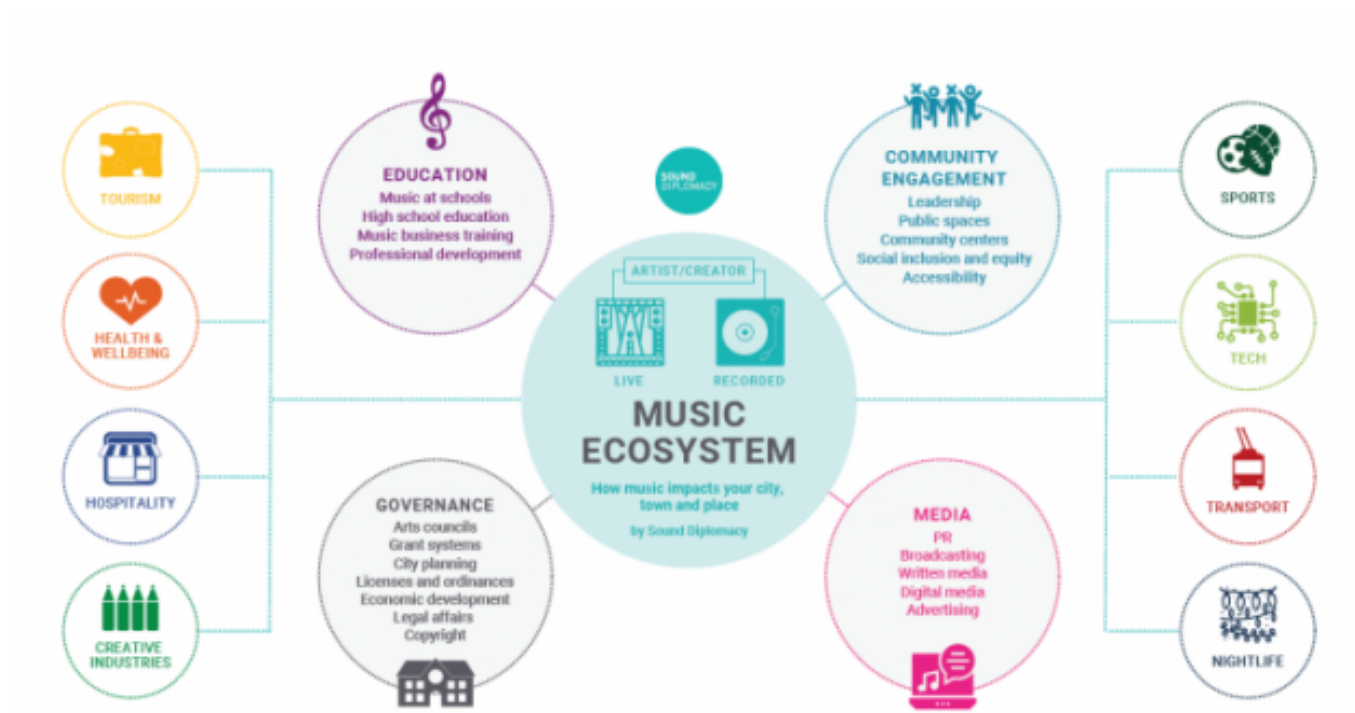 TOURISM
HEALTH &
WELLBEING
HOSPITALITY
CREATIVE
INDUSTRIES
EDUCATION
Music at schools
High school education
Music business training
Professional development
GOVERNANCE
Arts councils
Grant systems
City planning
Licenses and ordinances
Economic development
Legal affairs
Copyright
SOUND
DIPLOMACY
ARTIST/CREATOR
LIVE
RECORDED
MUSIC
ECOSYSTEM
How music impacts your city,
town and place
by Sound Diplomacy
COMMUNITY
ENGAGEMENT
Leadership
Public spaces
Community centers
Social inclusion and equity
Accessibility
MEDIA
PR
Broadcasting
Written media
Digital media
Advertising
SPORTS
TECH
TRANSPORT
NIGHTLIFE